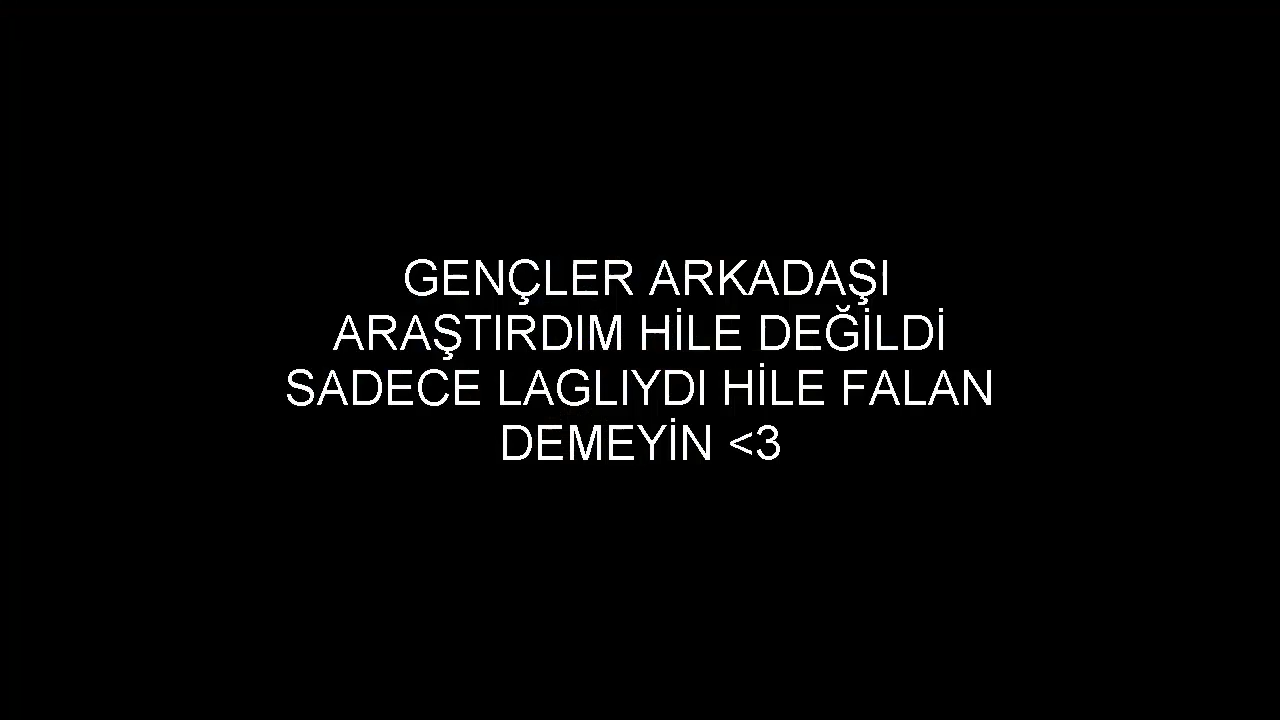 GENÇLER ARKADAŞI
ARAŞTIRDIM HİLE DEĞİLDİ
SADECE LAGLIYDI HİLE FALAN
DEMEYİN <3